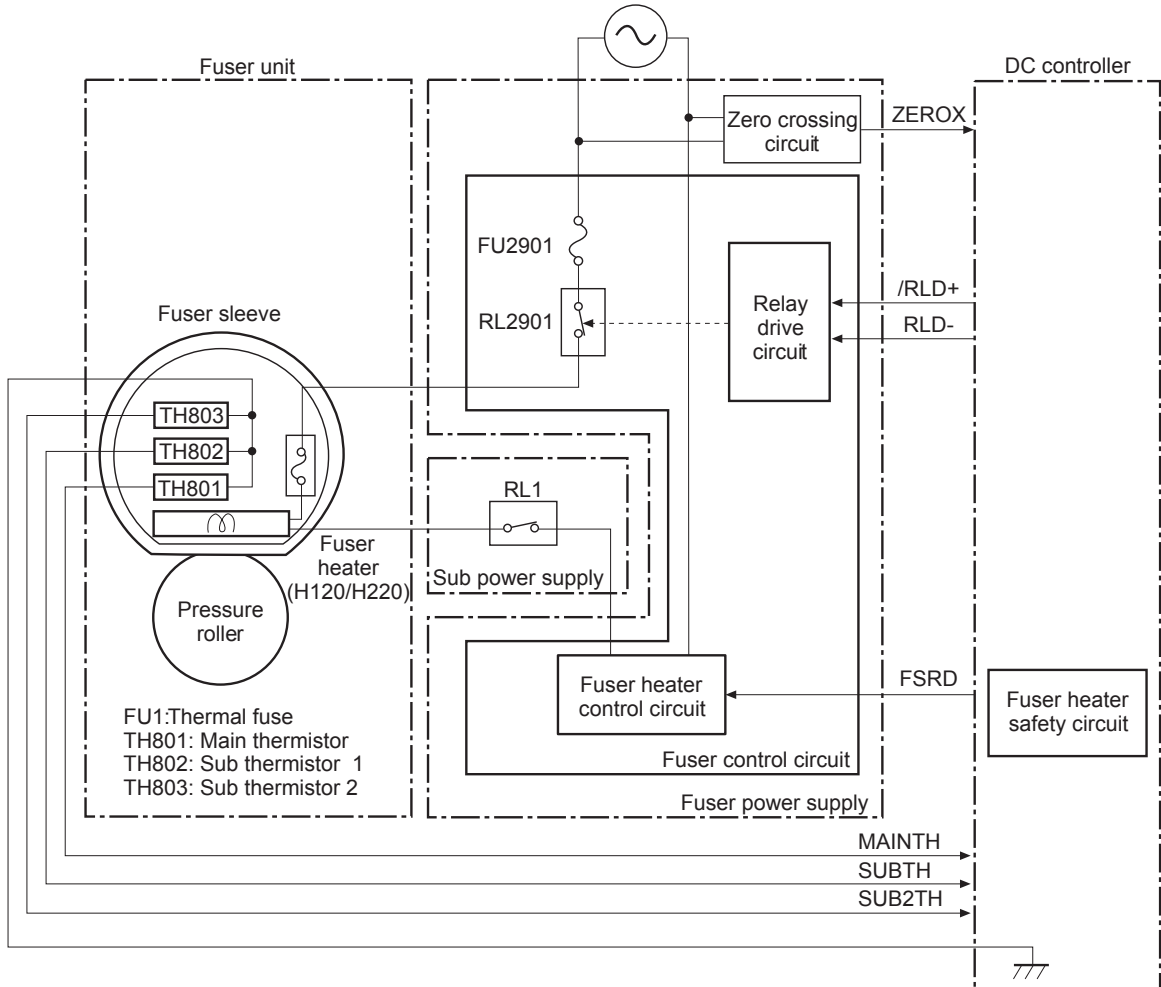 Fuser unit
DC controller
Zero crossing
circuit
ZEROX
FU2901
RL2901
Relay
drive
circuit
/RLD+
RLD-
Fuser sleeve
TH803
TH802
TH801
RL1
Sub power supply
Fuser
heater
(H120/H220)
Pressure
roller
Fuser heater
control circuit
FSRD
Fuser heater
safety circuit
FU1:Thermal fuse
TH801: Main thermistor
TH802: Sub thermistor 1
TH803: Sub thermistor 2
Fuser control circuit
Fuser power supply
MAINTH
SUBTH
SUB2TH